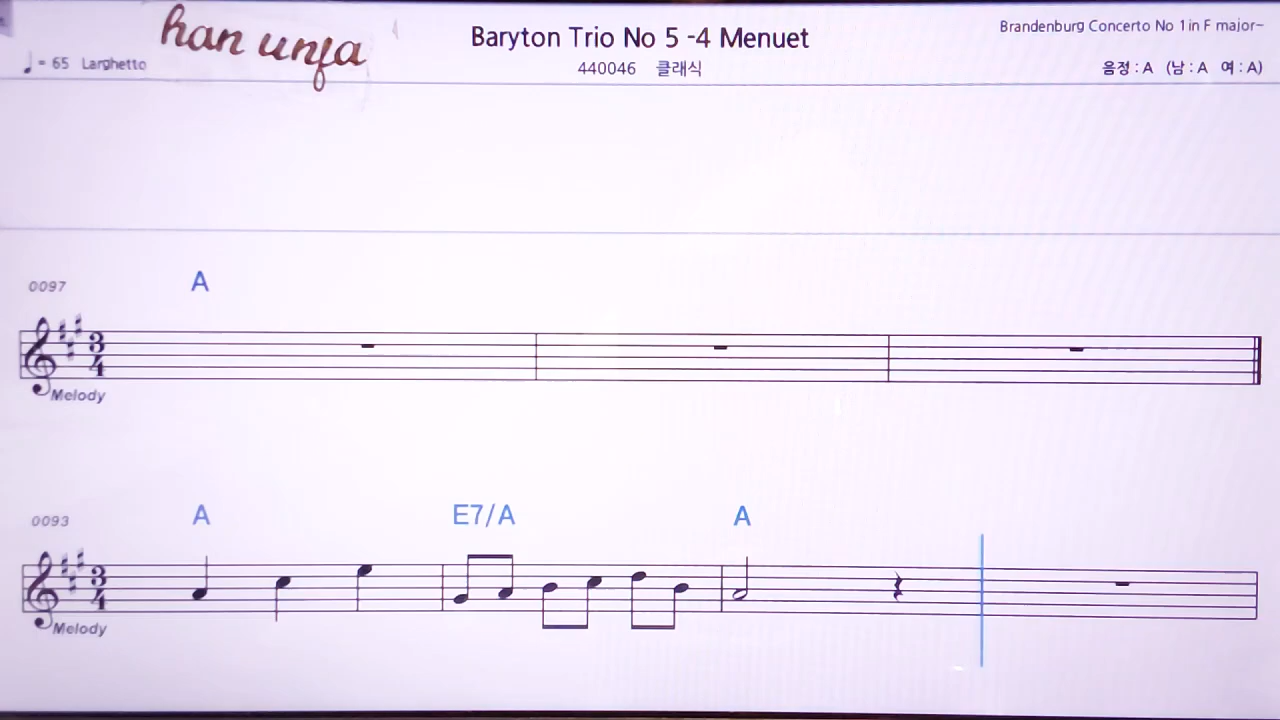 han unja
Baryton Trio No 5 -4 Menuet
Brandenburg Concerto No 1 in F major~
♩ = 65 Larghetto
440046 클래식
음정 : A (남 : A 여 : A)
0097
A
3
4
Melody
0093
A E7/A A
3
4
Melody